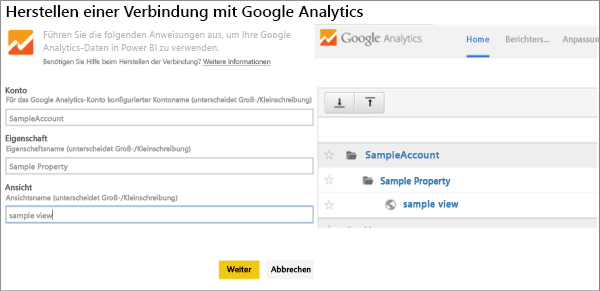 Herstellen einer Verbindung mit Google Analytics
Führen Sie die folgenden Anweisungen aus, um Ihre Google
Analytics-Daten in Power BI zu verwenden.
Benötigen Sie Hilfe beim Herstellen der Verbindung? Weitere Informationen
Konto
Für das Google Analytics-Konto konfigurierter Kontoname (unterscheidet Groß-/Kleinschreibung)
SampleAccount
Eigenschaft
Eigenschaftsname (unterscheidet Groß-/Kleinschreibung)
Sample Property
Ansicht
Ansichtsname (unterscheidet Groß-/Kleinschreibung)
sample view
Weiter Abbrechen
Google Analytics Home Berichters... Anpassun
SampleAccount
Sample Property
sample view